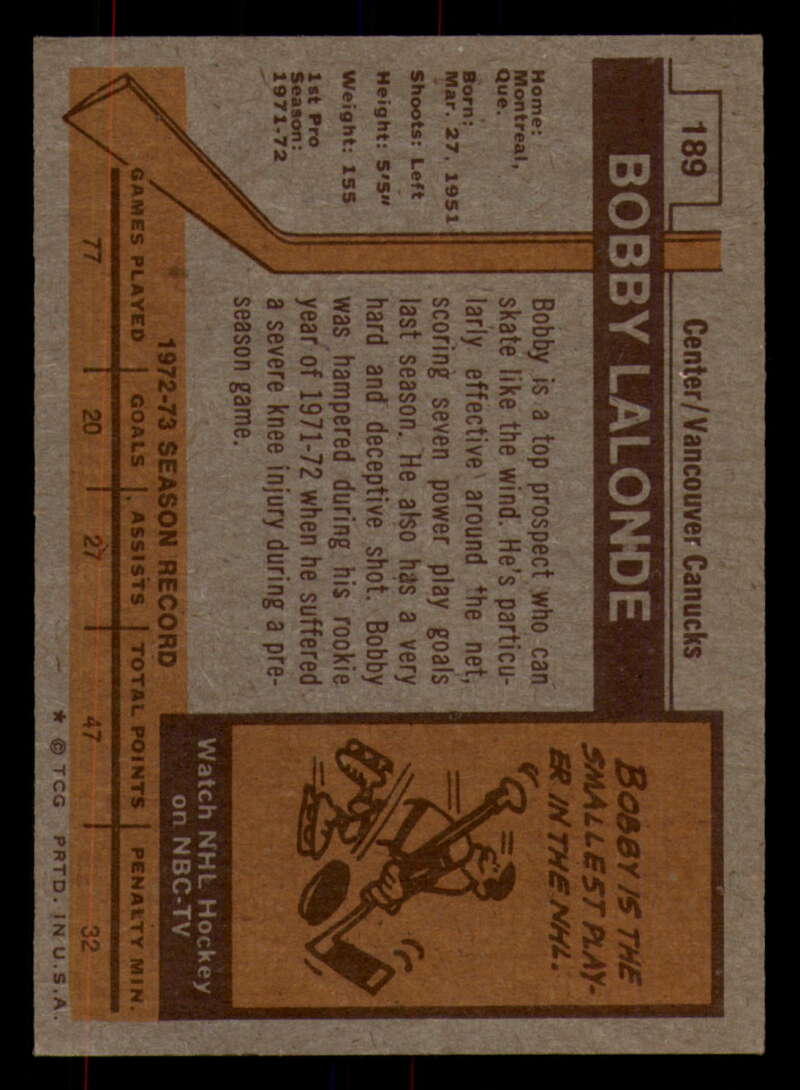 189
Center/Vancouver Canucks
BOBBY LALONDE
Home:
Montreal,
Que.
Born:
Mar. 27, 1951
Shoots: Left
Height: 5'5"
Weight: 155
1st Pro
Season:
1971-72
Bobby is a top prospect who can
skate like the wind. He's particu-
larly effective around the net,
scoring seven power play goals
last season. He also has a very
hard and deceptive shot. Bobby
was hampered during his rookie
year of 1971-72 when he suffered
a severe knee injury during a pre-
season game.
BOBBY IS THE
SMALLEST PLAY-
ER IN THE NHL.
Watch NHL Hockey
on NBC-TV
1972-73 SEASON RECORD
GAMES PLAYED GOALS ASSISTS TOTAL POINTS PENALTY MIN.
77 20 27 47 32
* © TCG PRTD. IN U.S.A.